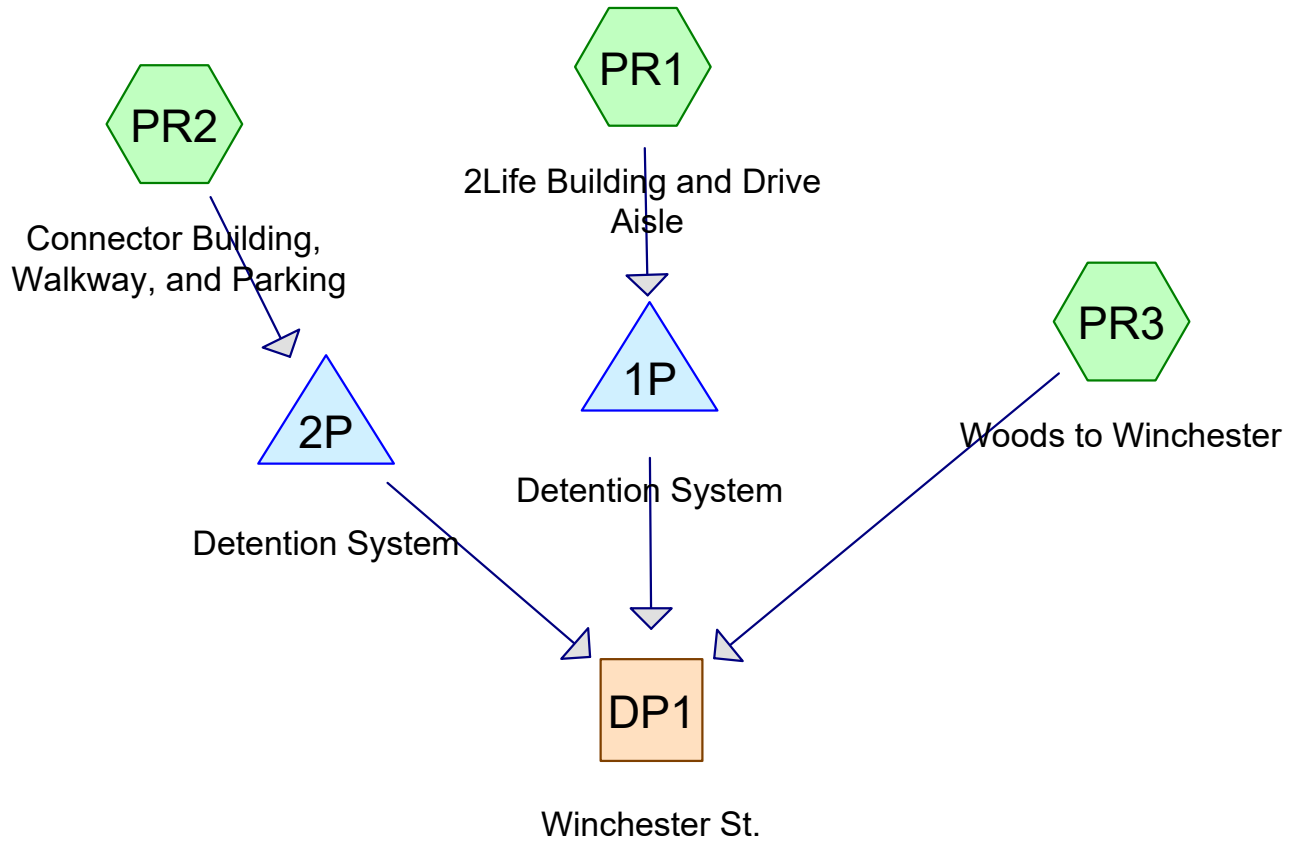 PR1
PR2
2Life Building and Drive
Aisle
Connector Building,
Walkway, and Parking
PR3
1P
2P
Woods to Winchester
Detention System
Detention System
DP1
Winchester St.